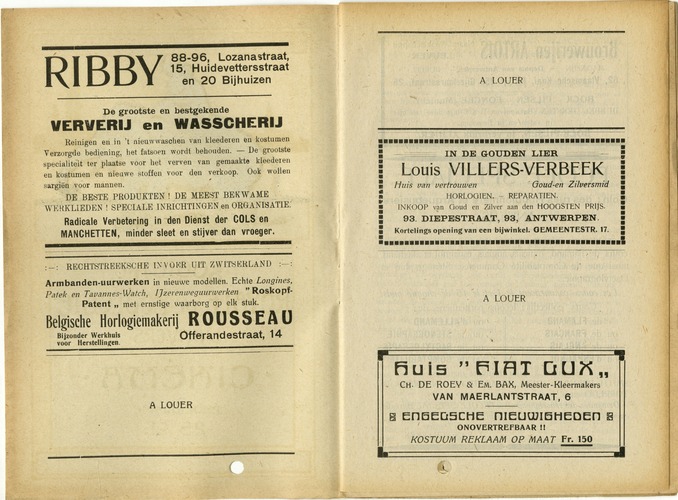 RIBBY
88-96, Lozanastraat,
15, Huidevettersstraat
en 20 Bijhuizen
De grootste en bestgekende
VERVERIJ en WASSCHERIJ
Reinigen en in 't nieuwwaschen van kleederen en kostumen
Verzorgde bediening, het fatsoen wordt behouden. — De grootste
specialiteit ter plaatse voor het verven van gemaakte kleederen
en kostumen en nieuwe stoffen voor den verkoop. Ook wollen
sargiën voor mannen.
DE BESTE PRODUKTEN! DE MEEST BEKWAME
WERKLIEDEN! SPECIALE INRICHTINGEN en ORGANISATIE.
Radicale Verbetering in den Dienst der COLS en
MANCHETTEN, minder sleet en stijver dan vroeger.
:—: RECHTSTREEKSCHE INVOER UIT ZWITSERLAND :—:
Armbanden-uurwerken in nieuwe modellen. Echte Longines,
Patek en Tavannes-Watch, IJzerenweguurwerken "Roskopf-
Patent „ met ernstige waarborg op elk stuk.
Belgische Horlogiemakerij ROUSSEAU
Bijzonder Werkhuis
voor Herstellingen.
Offerandestraat, 14
A LOUER
A LOUER
IN DE GOUDEN LIER
Louis VILLERS-VERBEEK
Huis van vertrouwen Goud-en Zilversmid
HORLOGIEN. – REPARATIEN.
INKOOP van Goud en Zilver aan den HOOGSTEN PRIJS.
93. DIEPESTRAAT, 93, ANTWERPEN.
Kortelings opening van een bijwinkel. GEMEENTESTR. 17.
A LOUER
Huis "FIAT LUX„
CH. DE ROEY & EM. BAX, Meester-Kleermakers
VAN MAERLANTSTRAAT, 6
ENGELSCHE NIEUWIGHEDEN
ONOVERTREFBAAR !!
KOSTUUM REKLAAM OP MAAT Fr. 150